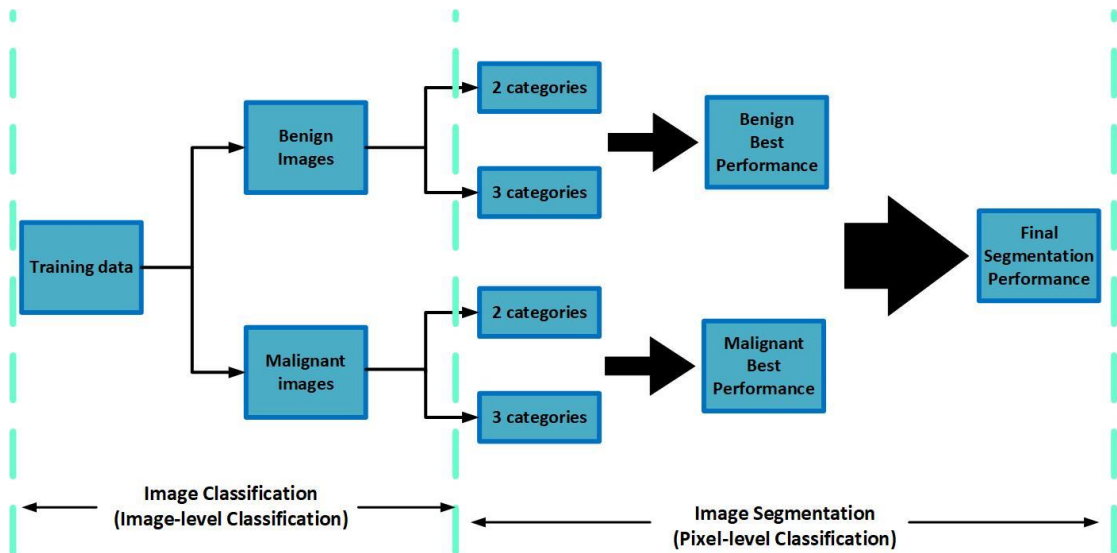 2 categories
Benign
Images
Benign
Best
Performance
3 categories
Training data
Final
Segmentation
Performance
2 categories
Malignant
images
Malignant
Best
Performance
3 categories
Image Classification
(Image-level Classification)
Image Segmentation
(Pixel-level Classification)